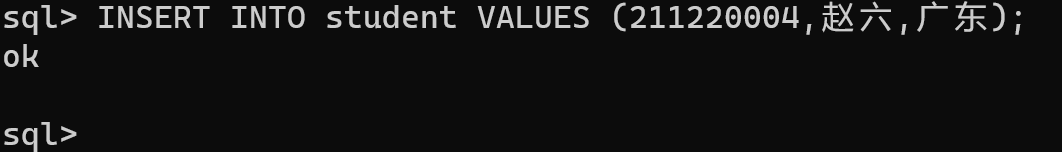 sql> INSERT INTO student VALUES (211220004,赵六,广东);
ok
sql>